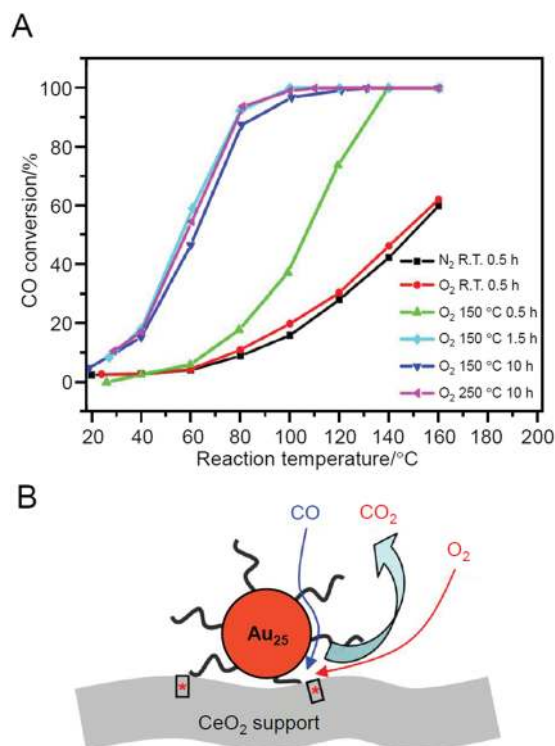 A
CO conversion/%
100
80
60
40
20
0
N₂ R.T. 0.5 h
O₂ R.T. 0.5 h
O₂ 150 °C 0.5 h
O₂ 150 °C 1.5 h
O₂ 150 °C 10 h
O₂ 250 °C 10 h
20 40 60 80 100 120 140 160 180 200
Reaction temperature/°C
B
CO
CO₂
O₂
Au₂₅
* *
CeO₂ support